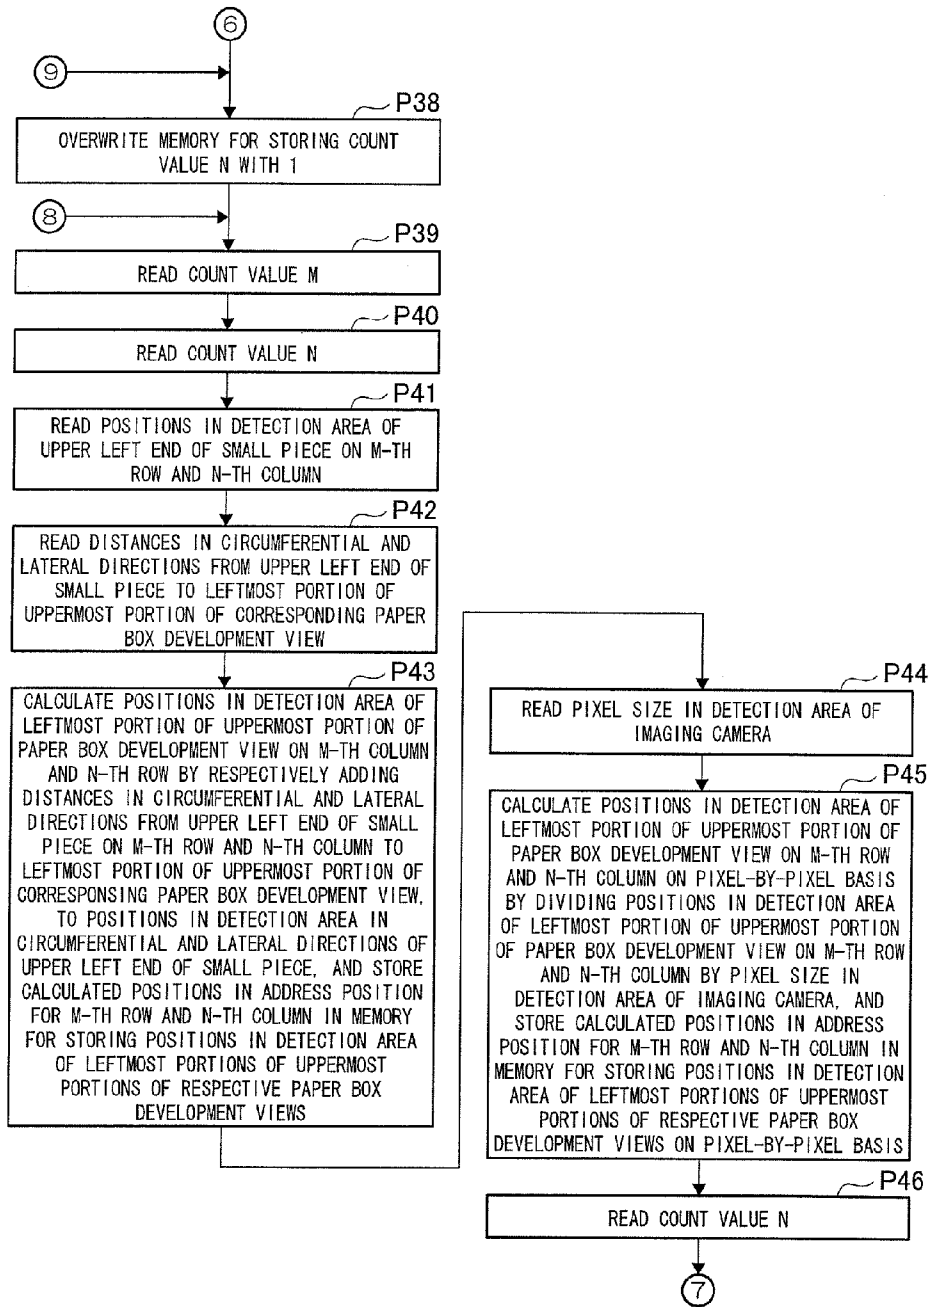 ⑥
⑨
P38
OVERWRITE MEMORY FOR STORING COUNT
VALUE N WITH 1
⑧
P39
READ COUNT VALUE M
P40
READ COUNT VALUE N
P41
READ POSITIONS IN DETECTION AREA OF
UPPER LEFT END OF SMALL PIECE ON M-TH
ROW AND N-TH COLUMN
P42
READ DISTANCES IN CIRCUMFERENTIAL AND
LATERAL DIRECTIONS FROM UPPER LEFT END OF
SMALL PIECE TO LEFTMOST PORTION OF
UPPERMOST PORTION OF CORRESPONDING PAPER
BOX DEVELOPMENT VIEW
P43
CALCULATE POSITIONS IN DETECTION AREA OF
LEFTMOST PORTION OF UPPERMOST PORTION OF
PAPER BOX DEVELOPMENT VIEW ON M-TH COLUMN
AND N-TH ROW BY RESPECTIVELY ADDING
DISTANCES IN CIRCUMFERENTIAL AND LATERAL
DIRECTIONS FROM UPPER LEFT END OF SMALL
PIECE ON M-TH ROW AND N-TH COLUMN TO
LEFTMOST PORTION OF UPPERMOST PORTION OF
CORRESPONSING PAPER BOX DEVELOPMENT VIEW,
TO POSITIONS IN DETECTION AREA IN
CIRCUMFERENTIAL AND LATERAL DIRECTIONS OF
UPPER LEFT END OF SMALL PIECE, AND STORE
CALCULATED POSITIONS IN ADDRESS POSITION
FOR M-TH ROW AND N-TH COLUMN IN MEMORY
FOR STORING POSITIONS IN DETECTION AREA
OF LEFTMOST PORTIONS OF UPPERMOST
PORTIONS OF RESPECTIVE PAPER BOX
DEVELOPMENT VIEWS
P44
READ PIXEL SIZE IN DETECTION AREA OF
IMAGING CAMERA
P45
CALCULATE POSITIONS IN DETECTION AREA OF
LEFTMOST PORTION OF UPPERMOST PORTION OF
PAPER BOX DEVELOPMENT VIEW ON M-TH ROW
AND N-TH COLUMN ON PIXEL-BY-PIXEL BASIS
BY DIVIDING POSITIONS IN DETECTION AREA
OF LEFTMOST PORTION OF UPPERMOST PORTION
OF PAPER BOX DEVELOPMENT VIEW ON M-TH ROW
AND N-TH COLUMN BY PIXEL SIZE IN
DETECTION AREA OF IMAGING CAMERA, AND
STORE CALCULATED POSITIONS IN ADDRESS
POSITION FOR M-TH ROW AND N-TH COLUMN IN
MEMORY FOR STORING POSITIONS IN DETECTION
AREA OF LEFTMOST PORTIONS OF UPPERMOST
PORTIONS OF RESPECTIVE PAPER BOX
DEVELOPMENT VIEWS ON PIXEL-BY-PIXEL BASIS
P46
READ COUNT VALUE N
⑦